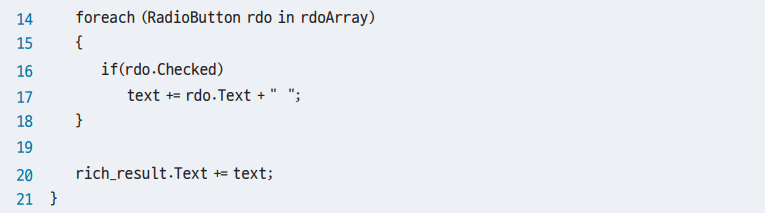 14 foreach (RadioButton rdo in rdoArray)
15 {
16 if(rdo.Checked)
17 text += rdo.Text + " ";
18 }
19
20 rich_result.Text += text;
21 }